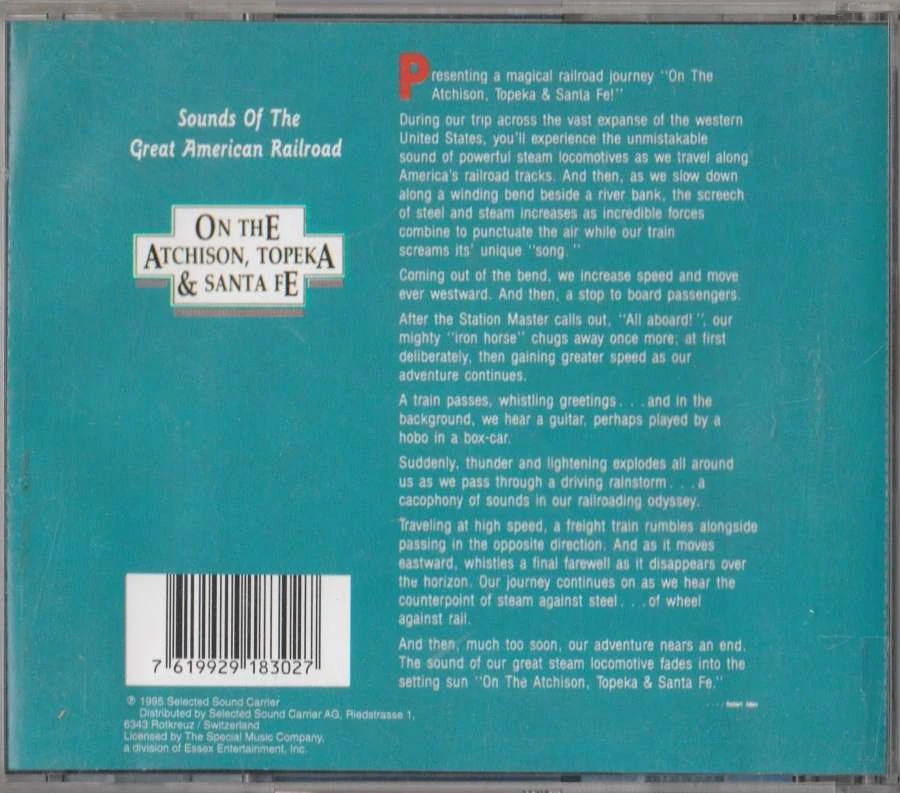 Sounds Of The
Great American Railroad
ON THE
ATCHISON, TOPEKA
& SANTA FE
Presenting a magical railroad journey "On The
Atchison, Topeka & Santa Fe!"
During our trip across the vast expanse of the western
United States, you'll experience the unmistakable
sound of powerful steam locomotives as we travel along
America's railroad tracks. And then, as we slow down
along a winding bend beside a river bank, the screech
of steel and steam increases as incredible forces
combine to punctuate the air while our train
screams its' unique "song."
Coming out of the bend, we increase speed and move
ever westward. And then, a stop to board passengers.
After the Station Master calls out, "All aboard!", our
mighty "iron horse" chugs away once more; at first
deliberately, then gaining greater speed as our
adventure continues.
A train passes, whistling greetings. . .and in the
background, we hear a guitar, perhaps played by a
hobo in a box-car.
Suddenly, thunder and lightening explodes all around
us as we pass through a driving rainstorm. . .a
cacophony of sounds in our railroading odyssey.
Traveling at high speed, a freight train rumbles alongside
passing in the opposite direction. And as it moves
eastward, whistles a final farewell as it disappears over
the horizon. Our journey continues on as we hear the
counterpoint of steam against steel. . .of wheel
against rail.
And then, much too soon, our adventure nears an end.
The sound of our great steam locomotive fades into the
setting sun "On The Atchison, Topeka & Santa Fe."
7 619929 183027
℗ 1995 Selected Sound Carrier
Distributed by Selected Sound Carrier AG, Riedstrasse 1,
6343 Rotkreuz / Switzerland
Licensed by The Special Music Company,
a division of Essex Entertainment, Inc.